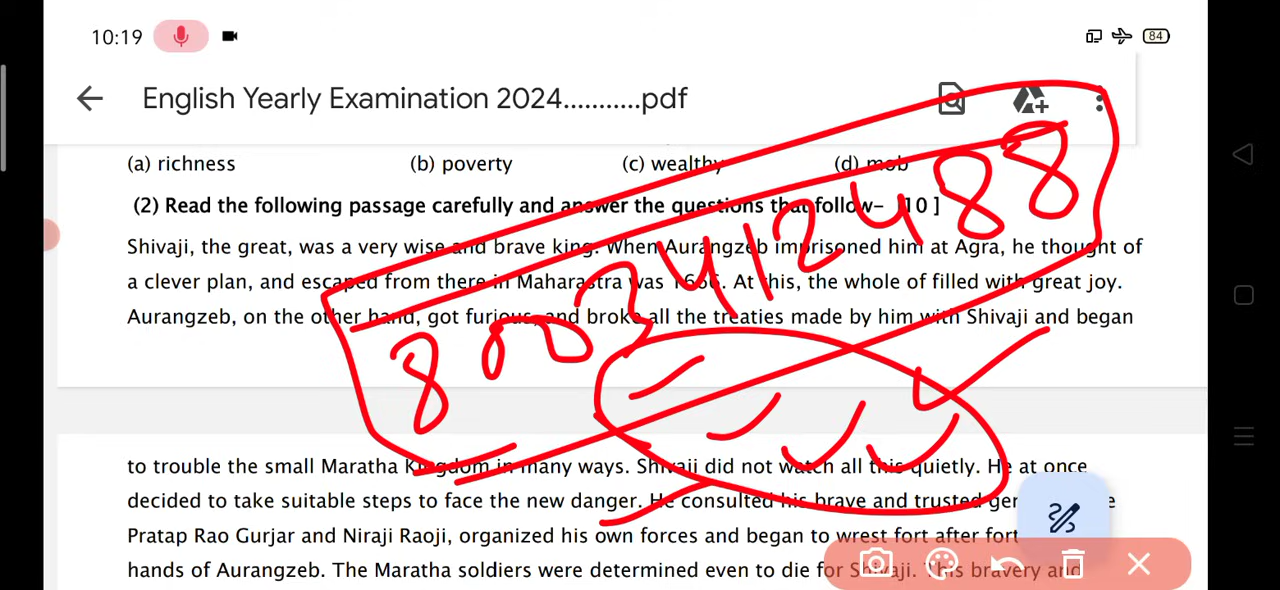 10:19
84
English Yearly Examination 2024...........pdf
(a) richness (b) poverty (c) wealthy (d) mob
(2) Read the following passage carefully and answer the questions that follow- [10 ]
Shivaji, the great, was a very wise and brave king. When Aurangzeb imprisoned him at Agra, he thought of
a clever plan, and escaped from there in Maharastra was 1666. At this, the whole of filled with great joy.
Aurangzeb, on the other hand, got furious, and broke all the treaties made by him with Shivaji and began
8003412488
to trouble the small Maratha Kingdom in many ways. Shivaji did not watch all this quietly. He at once
decided to take suitable steps to face the new danger. He consulted his brave and trusted
Pratap Rao Gurjar and Niraji Raoji, organized his own forces and began to wrest fort after fort
hands of Aurangzeb. The Maratha soldiers were determined even to die for Shivaji. This bravery and